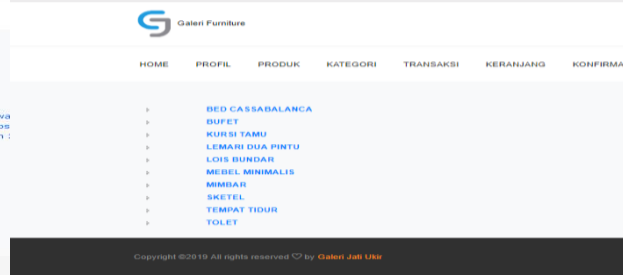 Galeri Furniture
HOME PROFIL PRODUK KATEGORI TRANSAKSI KERANJANG KONFIRMA
BED CASSABALANCA
BUFET
KURSI TAMU
LEMARI DUA PINTU
LOIS BUNDAR
MEBEL MINIMALIS
MIMBAR
SKETEL
TEMPAT TIDUR
TOLET
Copyright ©2019 All rights reserved ♡ by Galeri Jati Ukir